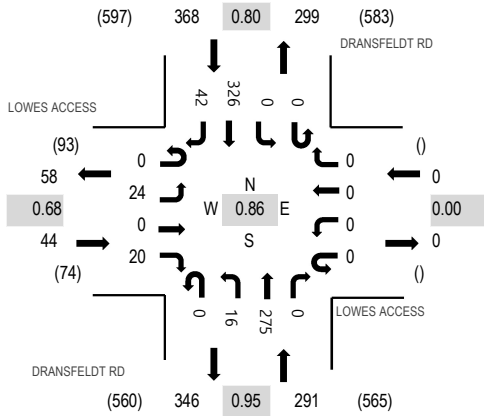 (597) 368 0.80 299 (583)
DRANSFELDT RD
42 326 0 0
LOWES ACCESS
(93)
58
0.68
44
(74)
0
24
0
20
N
W 0.86 E
S
0
0
0
0
()
0
0.00
0
()
0 16 275 0
LOWES ACCESS
DRANSFELDT RD
(560) 346 0.95 291 (565)